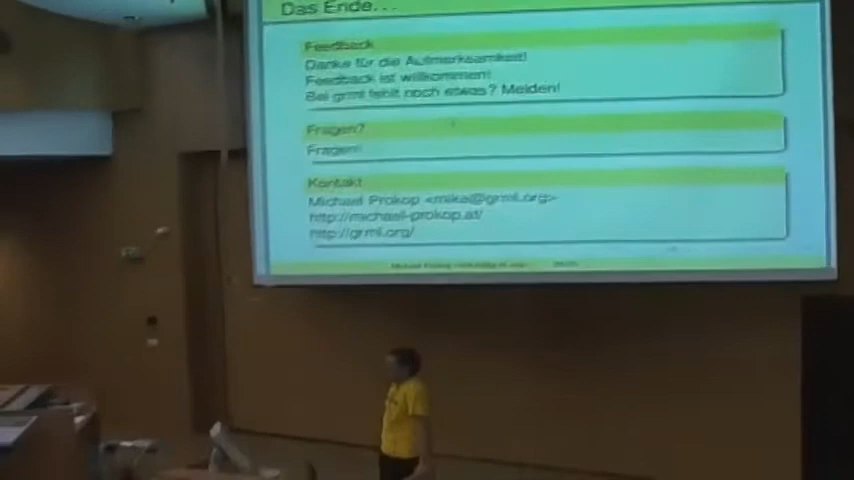 Das Ende...
Feedback
Danke für die Aufmerksamkeit!
Feedback ist willkommen!
Bei grml fehlt noch etwas? Melden!
Fragen?
Fragen!
Kontakt
Michael Prokop <mika@grml.org>
http://michael-prokop.at/
http://grml.org/